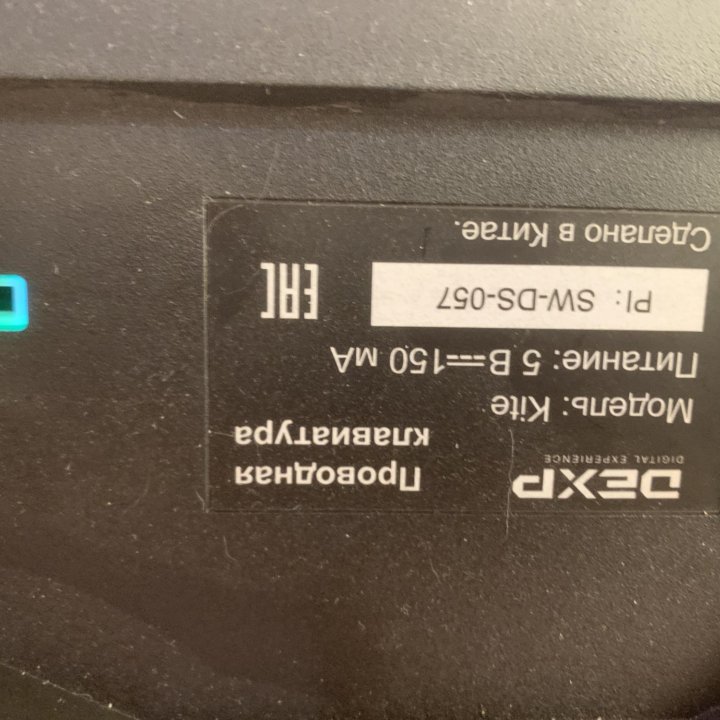 DEXP
DIGITAL EXPERIENCE
Проводная
клавиатура
Модель: Kite
Питание: 5 В⎓150 мА
PI: SW-DS-057
EAC
Сделано в Китае.